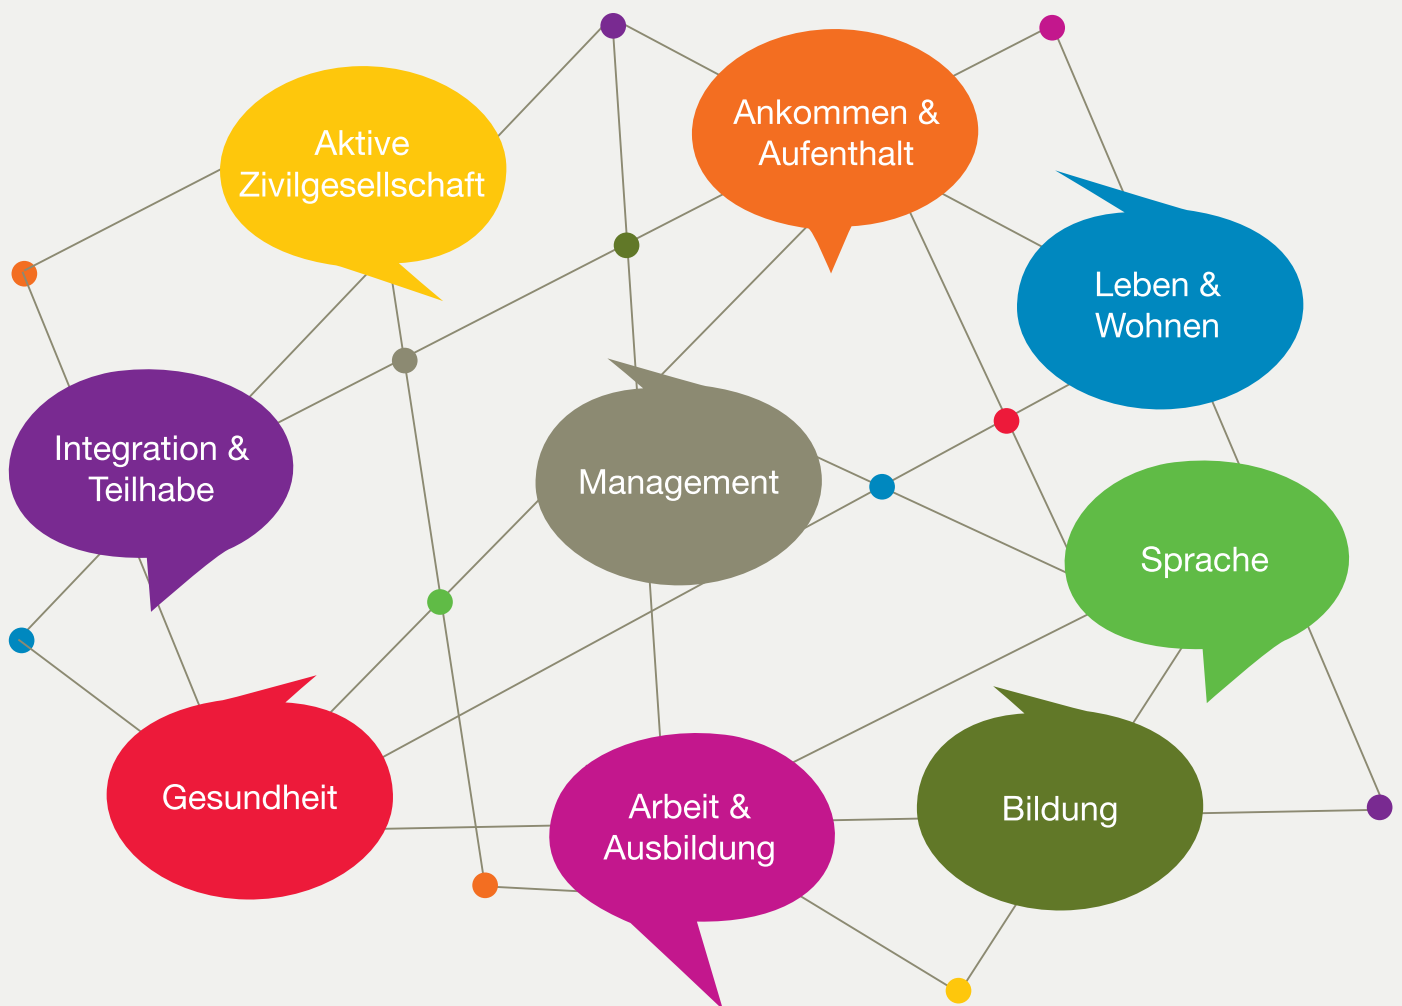 Ankommen &
Aufenthalt
Aktive
Zivilgesellschaft
Leben &
Wohnen
Integration &
Teilhabe
Management
Sprache
Gesundheit
Arbeit &
Ausbildung
Bildung